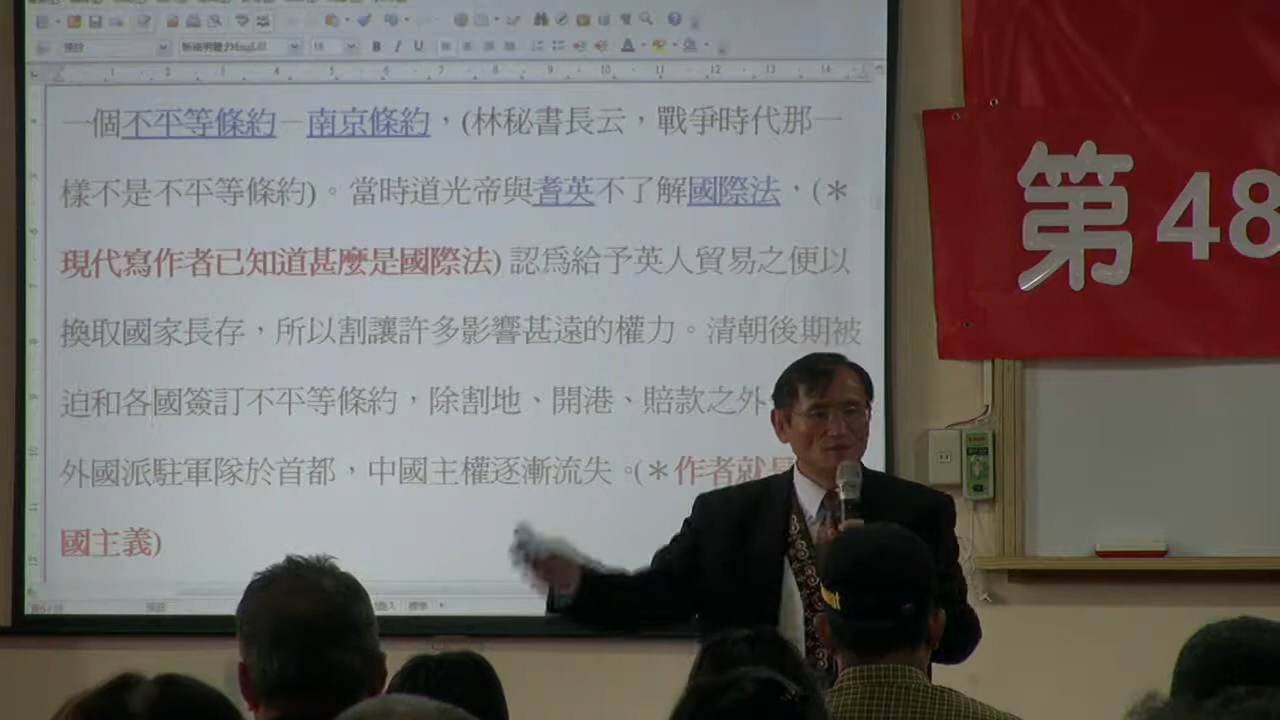 一個不平等條約－南京條約，(林秘書長云，戰爭時代那一
樣不是不平等條約)。當時道光帝與耆英不了解國際法，(＊
現代寫作者已知道甚麼是國際法) 認為給予英人貿易之便以
換取國家長存，所以割讓許多影響甚遠的權力。清朝後期被
迫和各國簽訂不平等條約，除割地、開港、賠款之外
外國派駐軍隊於首都，中國主權逐漸流失。(＊作者就
國主義)
第 48